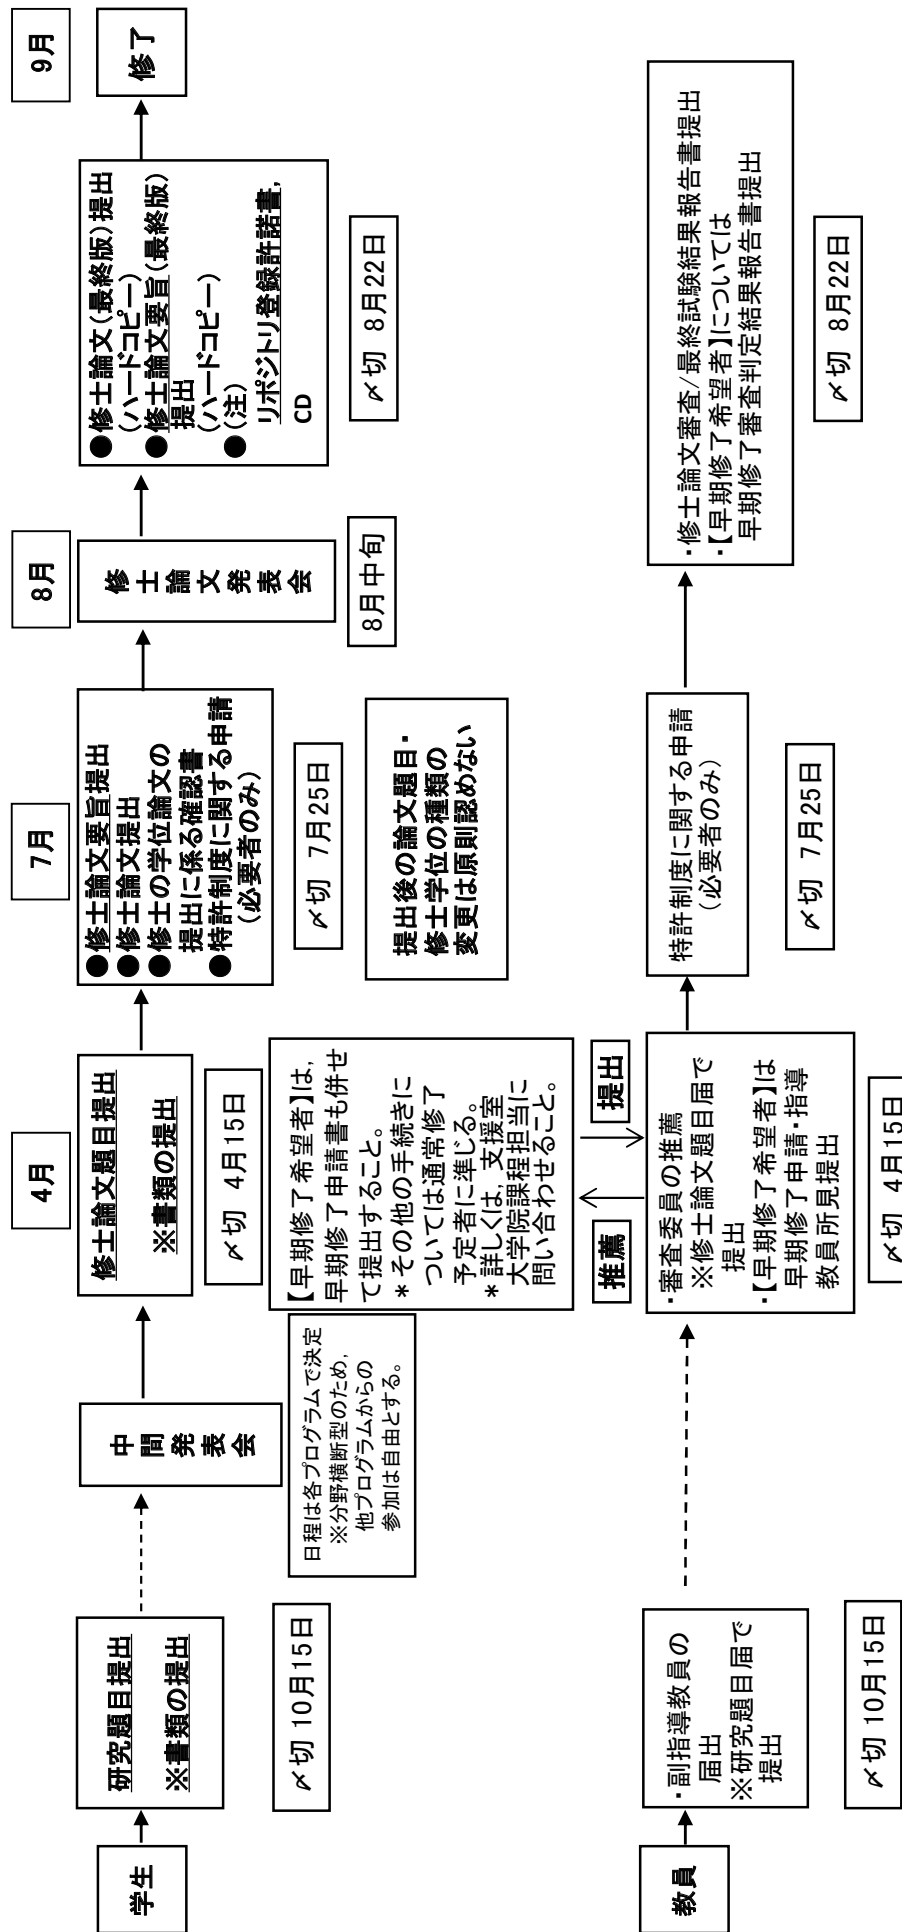 4月
7月
8月
9月
学生
研究題目提出
※書類の提出
〆切 10月15日
中
間
発
表
会
日程は各プログラムで決定
※分野横断型のため,
他プログラムからの
参加は自由とする。
修士論文題目提出
※書類の提出
〆切 4月15日
【早期修了希望者】は,
早期修了申請書も併せ
て提出すること。
*その他の手続きに
ついては通常修了
予定者に準じる。
*詳しくは,支援室
大学院課程担当に
問い合わせること。
●修士論文要旨提出
●修士論文提出
●修士の学位論文の
提出に係る確認書
●特許制度に関する申請
(必要者のみ)
〆切 7月25日
提出後の論文題目・
修士学位の種類の
変更は原則認めない
修
士
論
文
発
表
会
8月中旬
●修士論文(最終版)提出
(ハードコピー)
●修士論文要旨(最終版)
提出
(ハードコピー)
●(注)
リポジトリ登録許諾書,
CD
〆切 8月22日
修了
推薦
提出
教員
・副指導教員の
届出
※研究題目届で
提出
〆切 10月15日
・審査委員の推薦
※修士論文題目届で
提出
・【早期修了希望者】は
早期修了申請・指導
教員所見提出
〆切 4月15日
特許制度に関する申請
(必要者のみ)
〆切 7月25日
・修士論文審査/最終試験結果報告書提出
・【早期修了希望者】については
早期修了審査判定結果報告書提出
〆切 8月22日